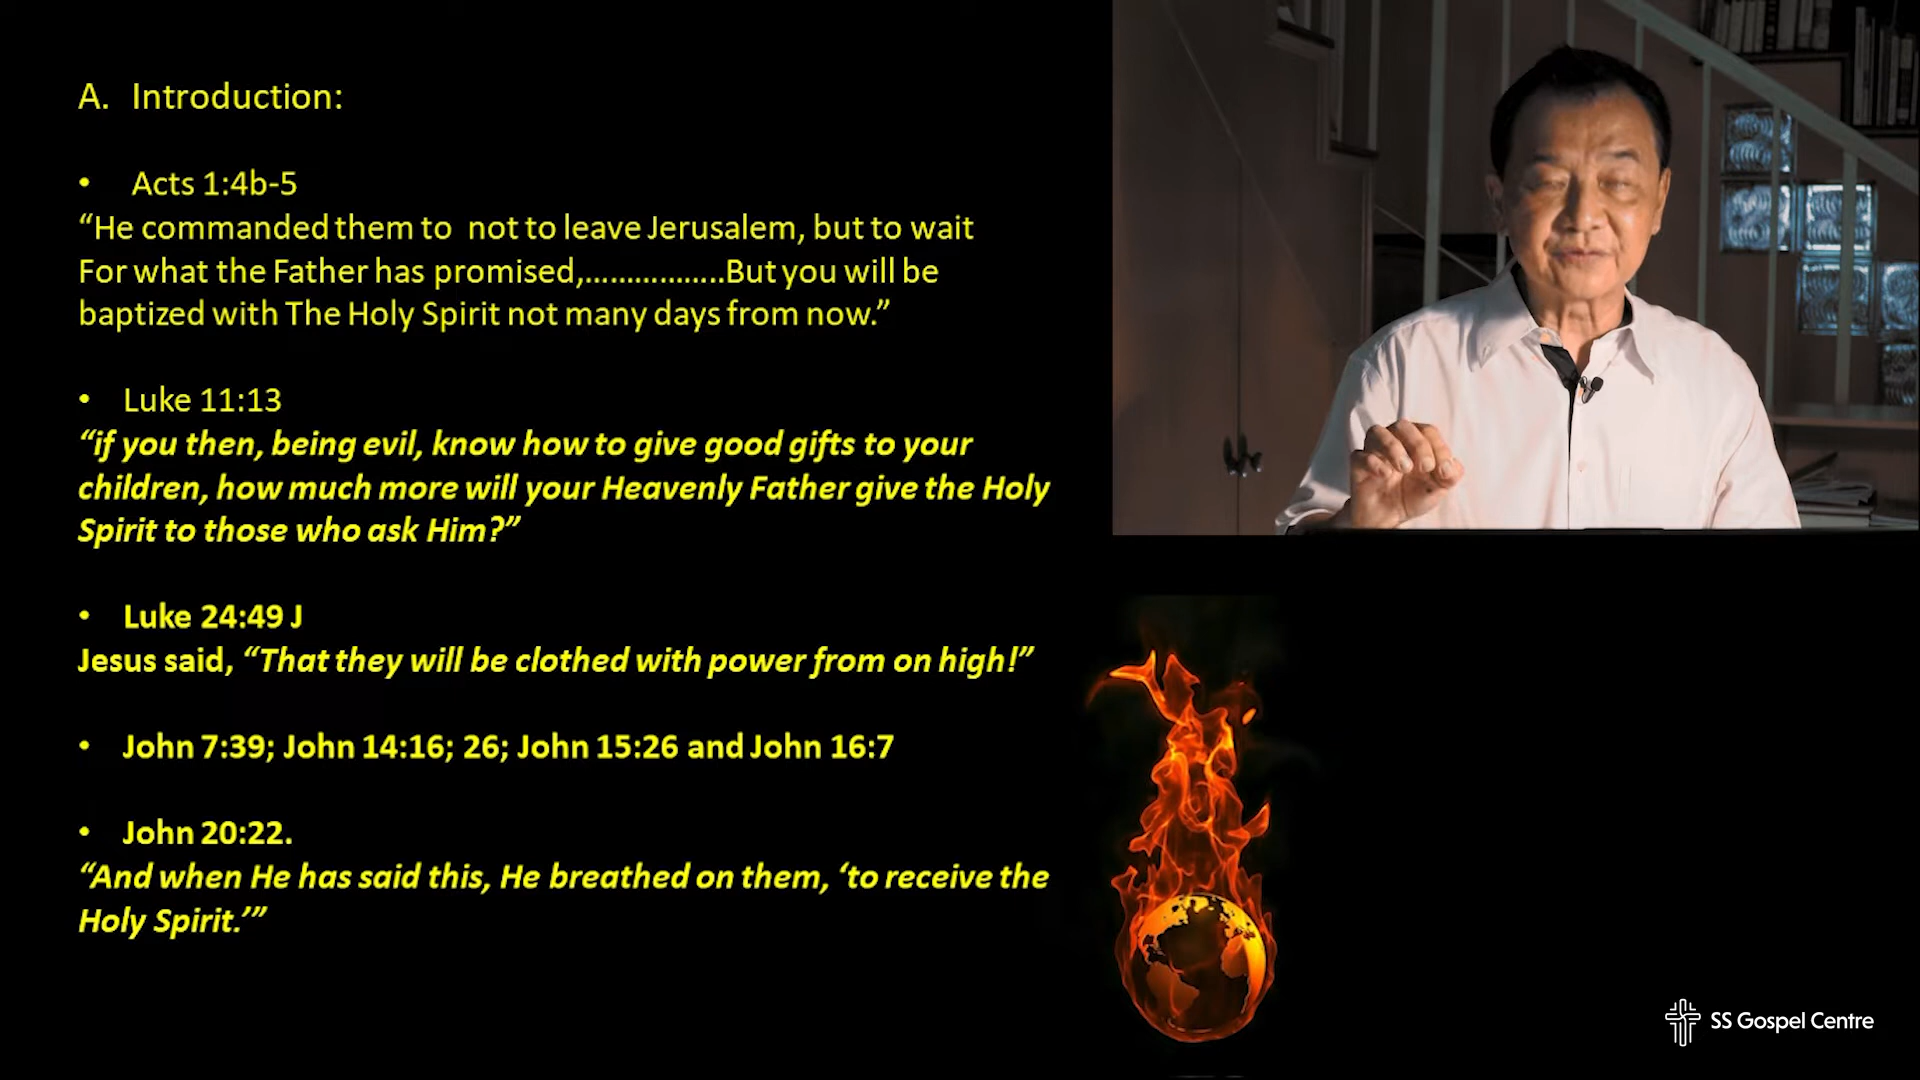 A. Introduction:
• Acts 1:4b-5
“He commanded them to  not to leave Jerusalem, but to wait
For what the Father has promised,.................But you will be
baptized with The Holy Spirit not many days from now.”
• Luke 11:13
“if you then, being evil, know how to give good gifts to your
children, how much more will your Heavenly Father give the Holy
Spirit to those who ask Him?”
• Luke 24:49 J
Jesus said, “That they will be clothed with power from on high!”
• John 7:39; John 14:16; 26; John 15:26 and John 16:7
• John 20:22.
“And when He has said this, He breathed on them, ‘to receive the
Holy Spirit.’”
SS Gospel Centre